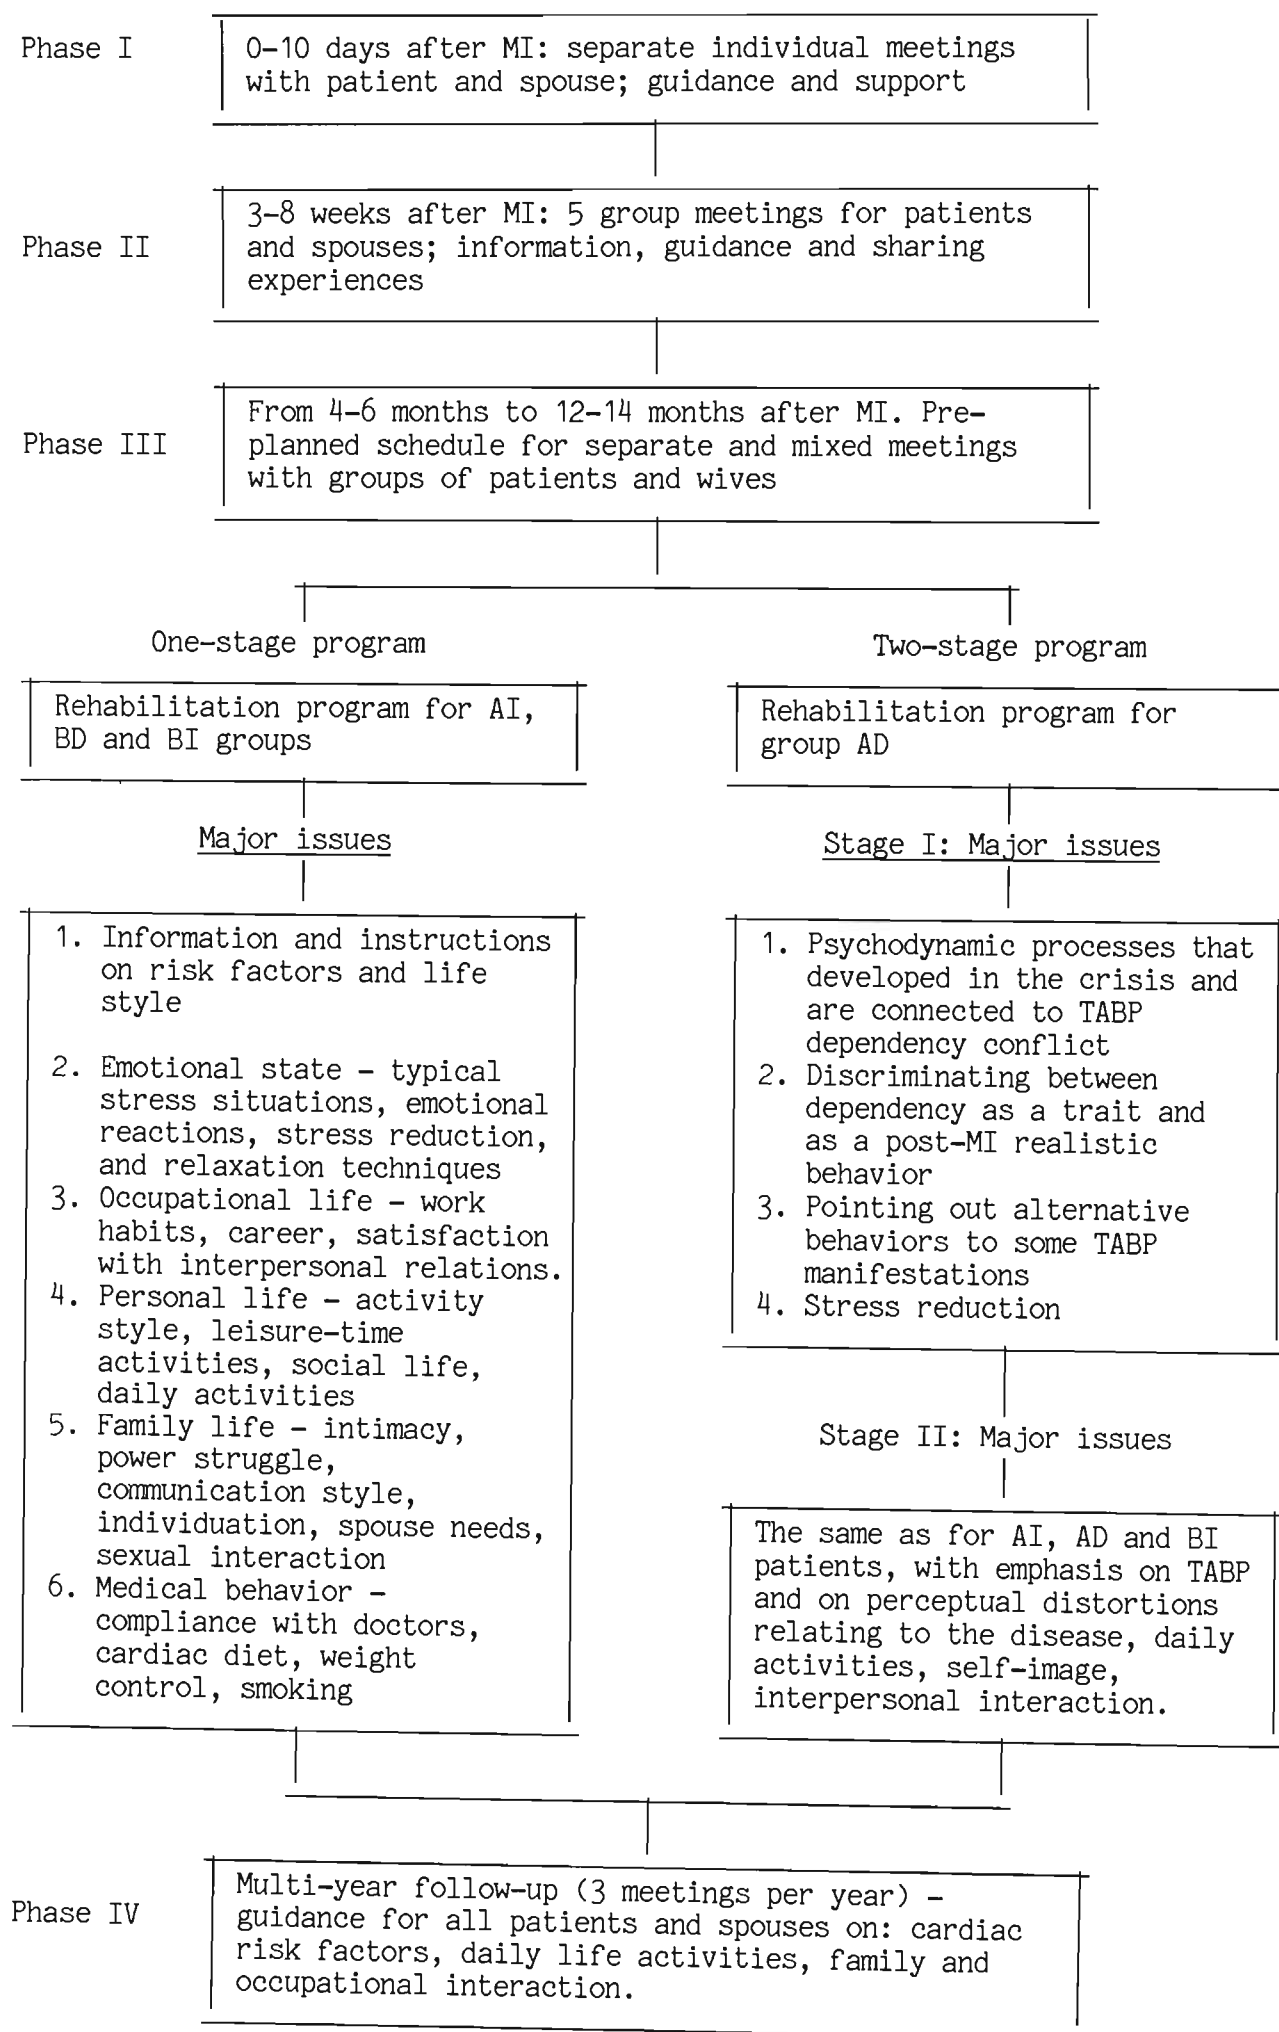 Phase I
0-10 days after MI: separate individual meetings
with patient and spouse; guidance and support
Phase II
3-8 weeks after MI: 5 group meetings for patients
and spouses; information, guidance and sharing
experiences
Phase III
From 4-6 months to 12-14 months after MI. Pre-
planned schedule for separate and mixed meetings
with groups of patients and wives
One-stage program
Rehabilitation program for AI,
BD and BI groups
Major issues
1. Information and instructions
on risk factors and life
style
2. Emotional state - typical
stress situations, emotional
reactions, stress reduction,
and relaxation techniques
3. Occupational life - work
habits, career, satisfaction
with interpersonal relations.
4. Personal life - activity
style, leisure-time
activities, social life,
daily activities
5. Family life - intimacy,
power struggle,
communication style,
individuation, spouse needs,
sexual interaction
6. Medical behavior -
compliance with doctors,
cardiac diet, weight
control, smoking
Two-stage program
Rehabilitation program for
group AD
Stage I: Major issues
1. Psychodynamic processes that
developed in the crisis and
are connected to TABP
dependency conflict
2. Discriminating between
dependency as a trait and
as a post-MI realistic
behavior
3. Pointing out alternative
behaviors to some TABP
manifestations
4. Stress reduction
Stage II: Major issues
The same as for AI, AD and BI
patients, with emphasis on TABP
and on perceptual distortions
relating to the disease, daily
activities, self-image,
interpersonal interaction.
Phase IV
Multi-year follow-up (3 meetings per year) -
guidance for all patients and spouses on: cardiac
risk factors, daily life activities, family and
occupational interaction.